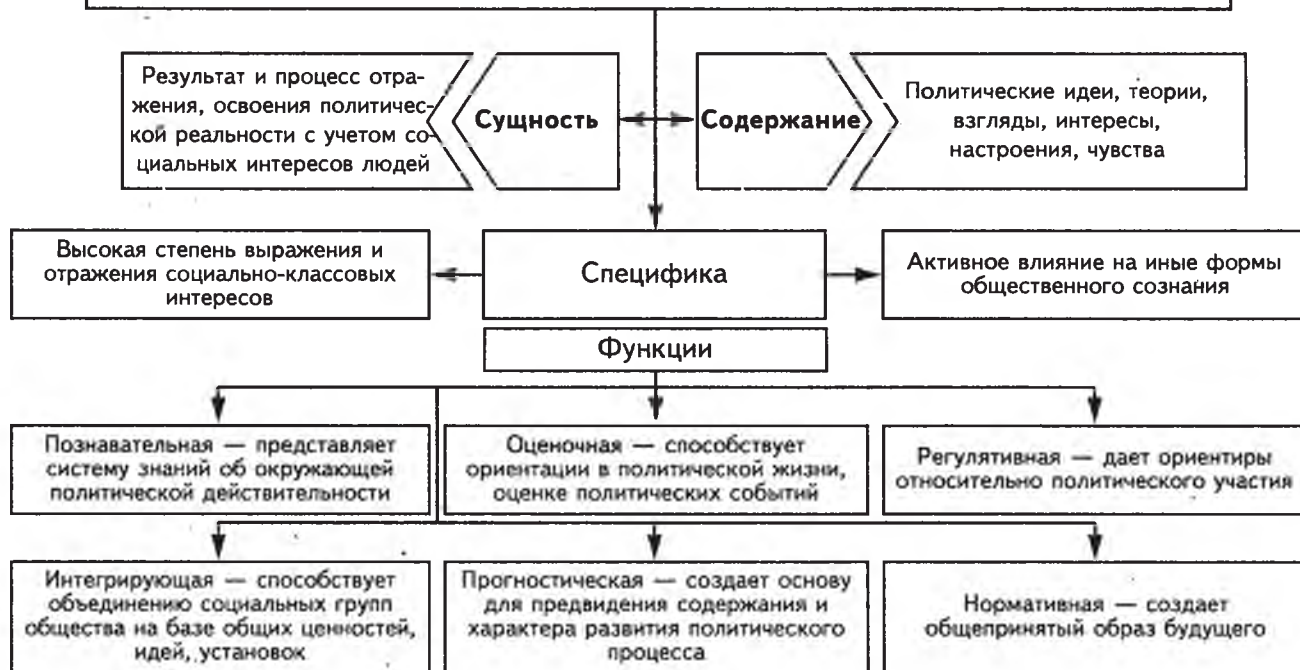 Результат и процесс отра-
жения, освоения политичес-
кой реальности с учетом со-
циальных интересов людей
Сущность
Содержание
Политические идеи, теории,
взгляды, интересы,
настроения, чувства
Высокая степень выражения и
отражения социально-классовых
интересов
Специфика
Активное влияние на иные формы
общественного сознания
Функции
Познавательная — представляет
систему знаний об окружающей
политической действительности
Оценочная — способствует
ориентации в политической жизни,
оценке политических событий
Регулятивная — дает ориентиры
относительно политического участия
Интегрирующая — способствует
объединению социальных групп
общества на базе общих ценностей,
идей, установок
Прогностическая — создает основу
для предвидения содержания и
характера развития политического
процесса
Нормативная — создает
общепринятый образ будущего